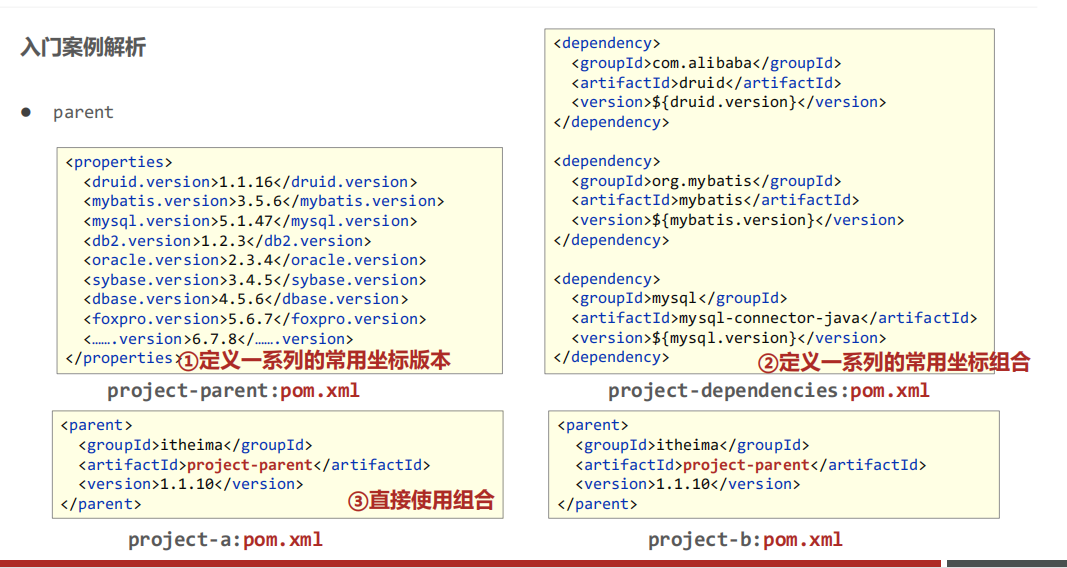 入门案例解析
● parent
<properties>
<druid.version>1.1.16</druid.version>
<mybatis.version>3.5.6</mybatis.version>
<mysql.version>5.1.47</mysql.version>
<db2.version>1.2.3</db2.version>
<oracle.version>2.3.4</oracle.version>
<sybase.version>3.4.5</sybase.version>
<dbase.version>4.5.6</dbase.version>
<foxpro.version>5.6.7</foxpro.version>
<…….version>6.7.8</…….version>
</properties>
①定义一系列的常用坐标版本
project-parent:pom.xml
<dependency>
<groupId>com.alibaba</groupId>
<artifactId>druid</artifactId>
<version>${druid.version}</version>
</dependency>
<dependency>
<groupId>org.mybatis</groupId>
<artifactId>mybatis</artifactId>
<version>${mybatis.version}</version>
</dependency>
<dependency>
<groupId>mysql</groupId>
<artifactId>mysql-connector-java</artifactId>
<version>${mysql.version}</version>
</dependency>
②定义一系列的常用坐标组合
project-dependencies:pom.xml
<parent>
<groupId>itheima</groupId>
<artifactId>project-parent</artifactId>
<version>1.1.10</version>
</parent>
③直接使用组合
project-a:pom.xml
<parent>
<groupId>itheima</groupId>
<artifactId>project-parent</artifactId>
<version>1.1.10</version>
</parent>
project-b:pom.xml